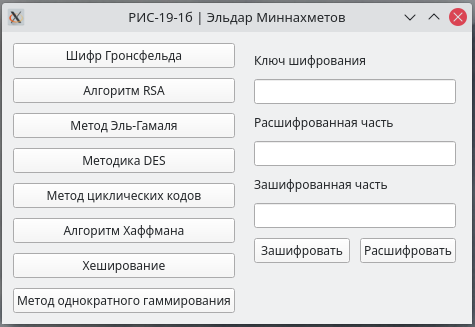 РИС-19-1б | Эльдар Миннахметов
Шифр Гронсфельда
Алгоритм RSA
Метод Эль-Гамаля
Методика DES
Метод циклических кодов
Алгоритм Хаффмана
Хеширование
Метод однократного гаммирования
Ключ шифрования
Расшифрованная часть
Зашифрованная часть
Зашифровать
Расшифровать